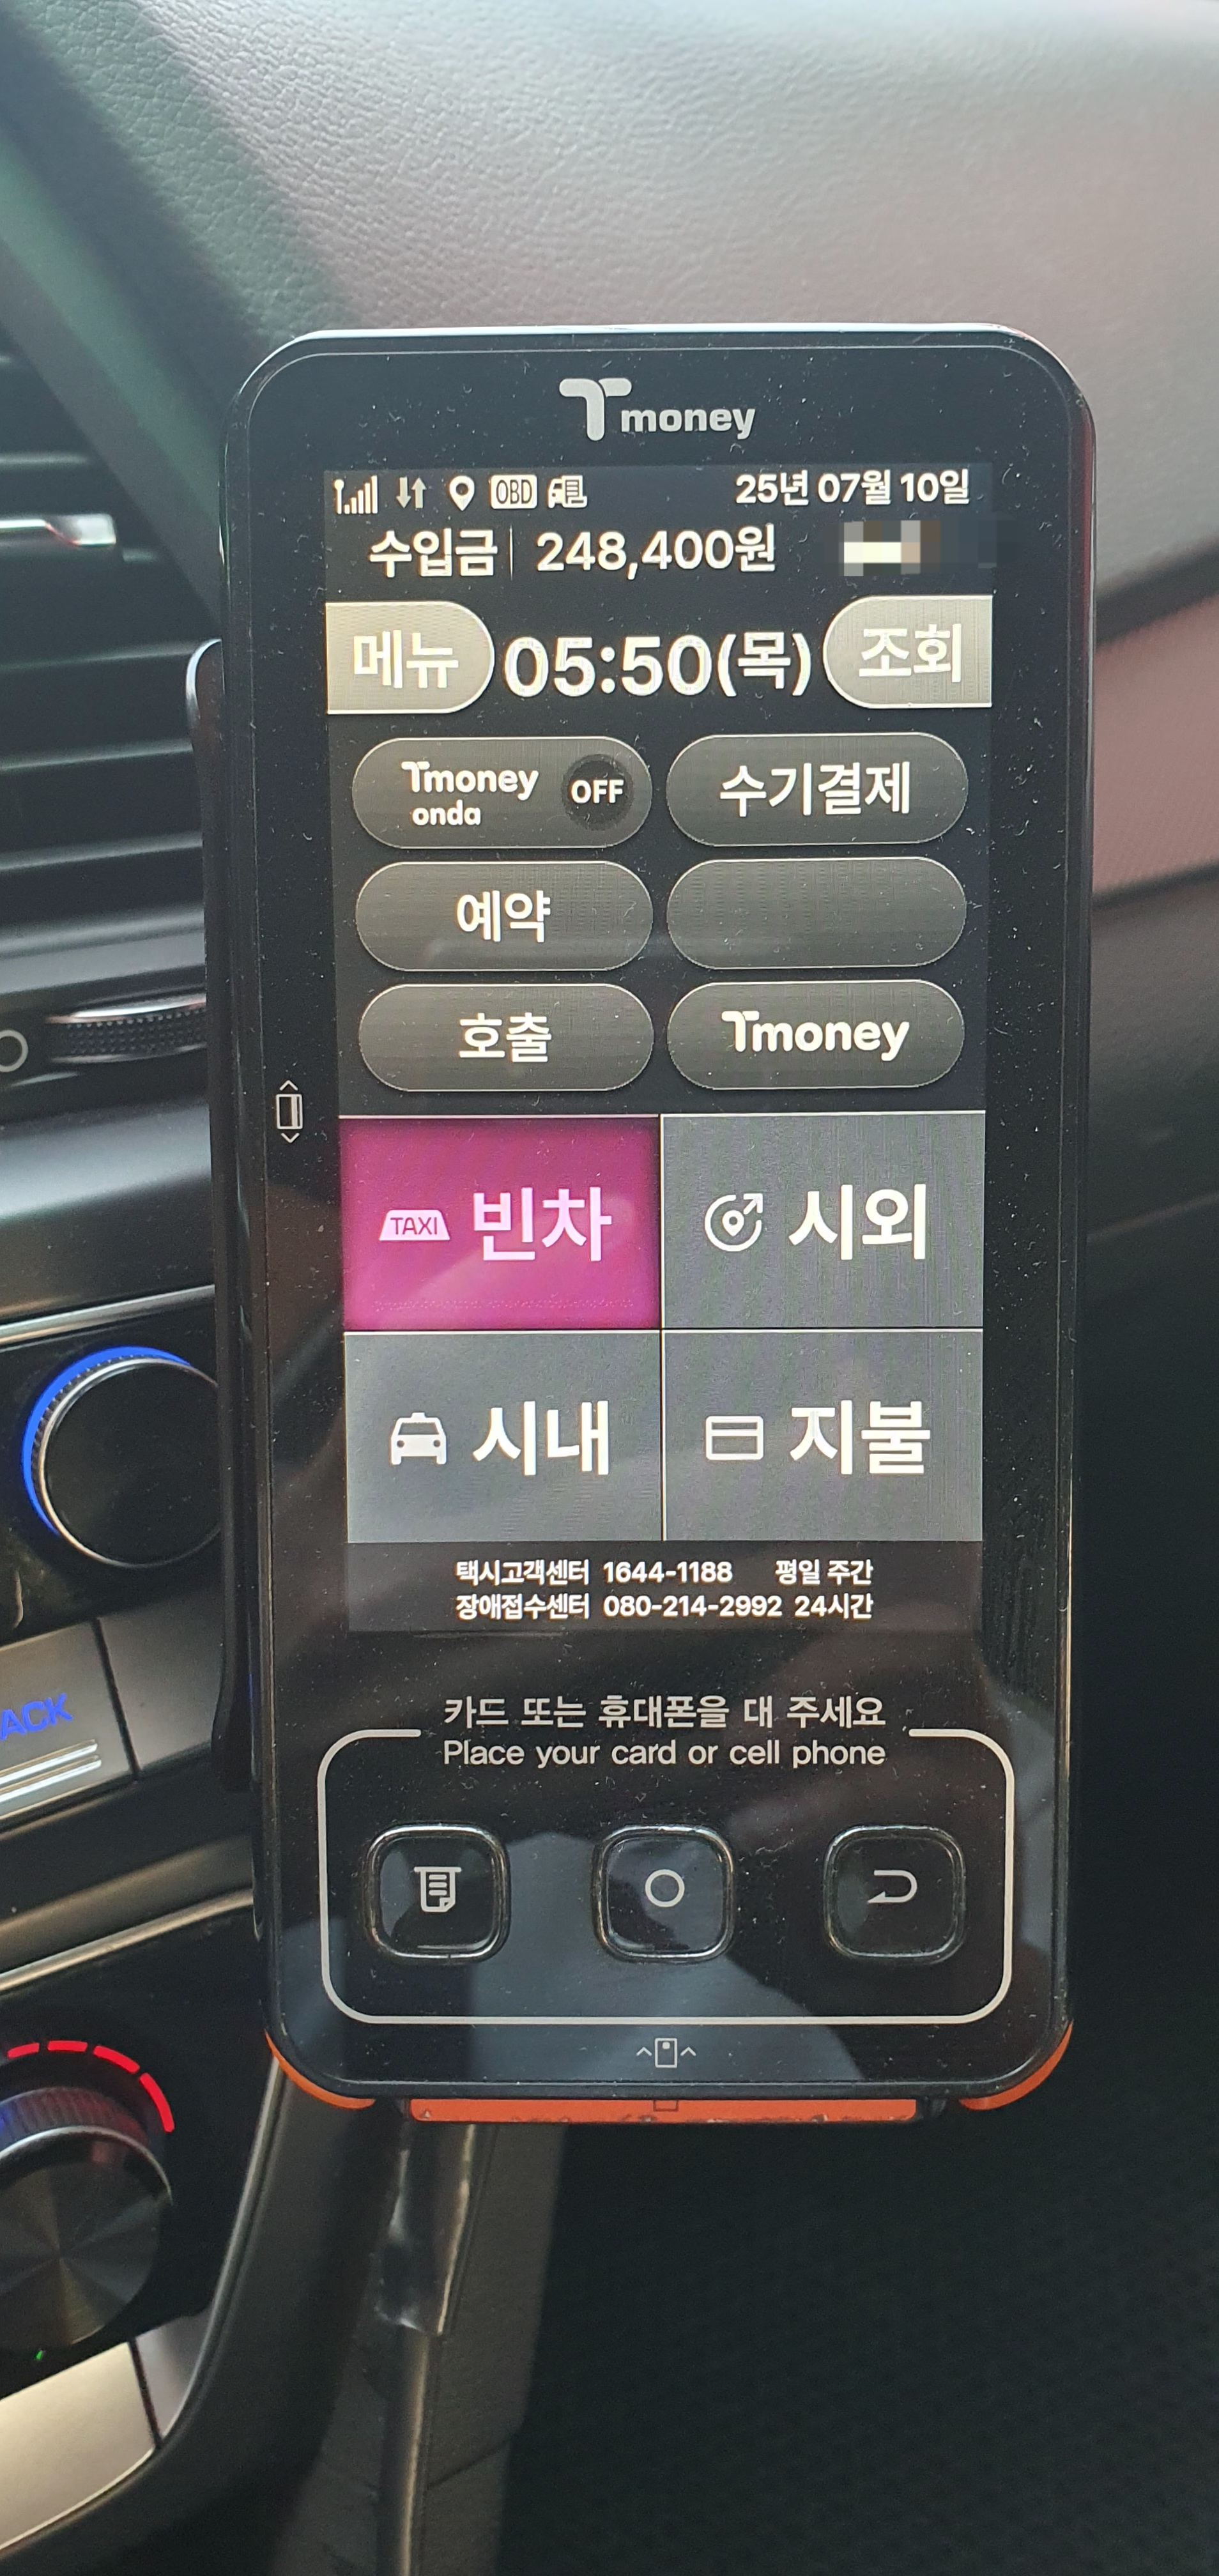 Tmoney
OBD 25년 07월 10일
수입금 248,400원
메뉴 05:50(목) 조회
Tmoney onda OFF 수기결제
예약
호출 Tmoney
TAXI 빈차 시외
시내 지불
택시고객센터 1644-1188 평일 주간
장애접수센터 080-214-2992 24시간
카드 또는 휴대폰을 대 주세요
Place your card or cell phone
ACK